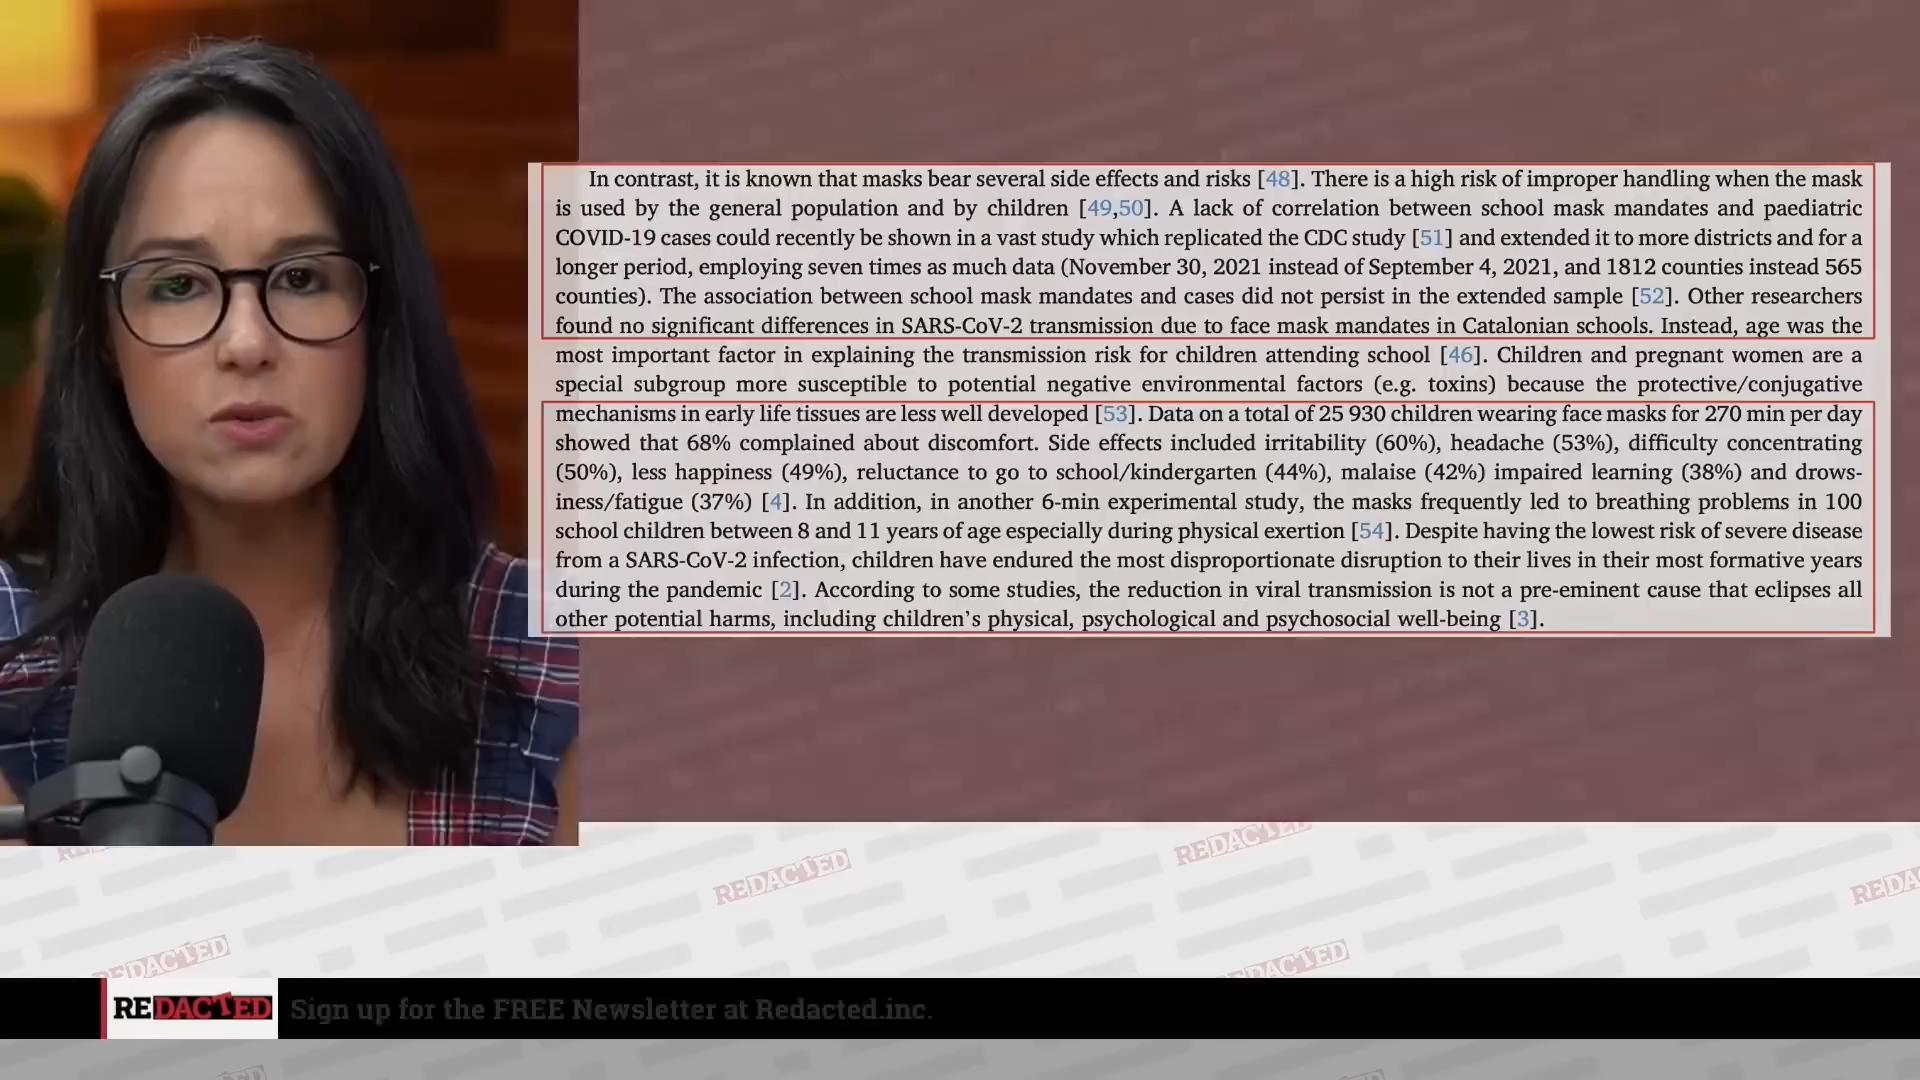 In contrast, it is known that masks bear several side effects and risks [48]. There is a high risk of improper handling when the mask
is used by the general population and by children [49,50]. A lack of correlation between school mask mandates and paediatric
COVID-19 cases could recently be shown in a vast study which replicated the CDC study [51] and extended it to more districts and for a
longer period, employing seven times as much data (November 30, 2021 instead of September 4, 2021, and 1812 counties instead 565
counties). The association between school mask mandates and cases did not persist in the extended sample [52]. Other researchers
found no significant differences in SARS-CoV-2 transmission due to face mask mandates in Catalonian schools. Instead, age was the
most important factor in explaining the transmission risk for children attending school [46]. Children and pregnant women are a
special subgroup more susceptible to potential negative environmental factors (e.g. toxins) because the protective/conjugative
mechanisms in early life tissues are less well developed [53]. Data on a total of 25 930 children wearing face masks for 270 min per day
showed that 68% complained about discomfort. Side effects included irritability (60%), headache (53%), difficulty concentrating
(50%), less happiness (49%), reluctance to go to school/kindergarten (44%), malaise (42%) impaired learning (38%) and drows-
iness/fatigue (37%) [4]. In addition, in another 6-min experimental study, the masks frequently led to breathing problems in 100
school children between 8 and 11 years of age especially during physical exertion [54]. Despite having the lowest risk of severe disease
from a SARS-CoV-2 infection, children have endured the most disproportionate disruption to their lives in their most formative years
during the pandemic [2]. According to some studies, the reduction in viral transmission is not a pre-eminent cause that eclipses all
other potential harms, including children's physical, psychological and psychosocial well-being [3].
REDACTED
REDACTED
REDACTED
REDACTED
REDACTED
REDACTED Sign up for the FREE Newsletter at Redacted.inc.